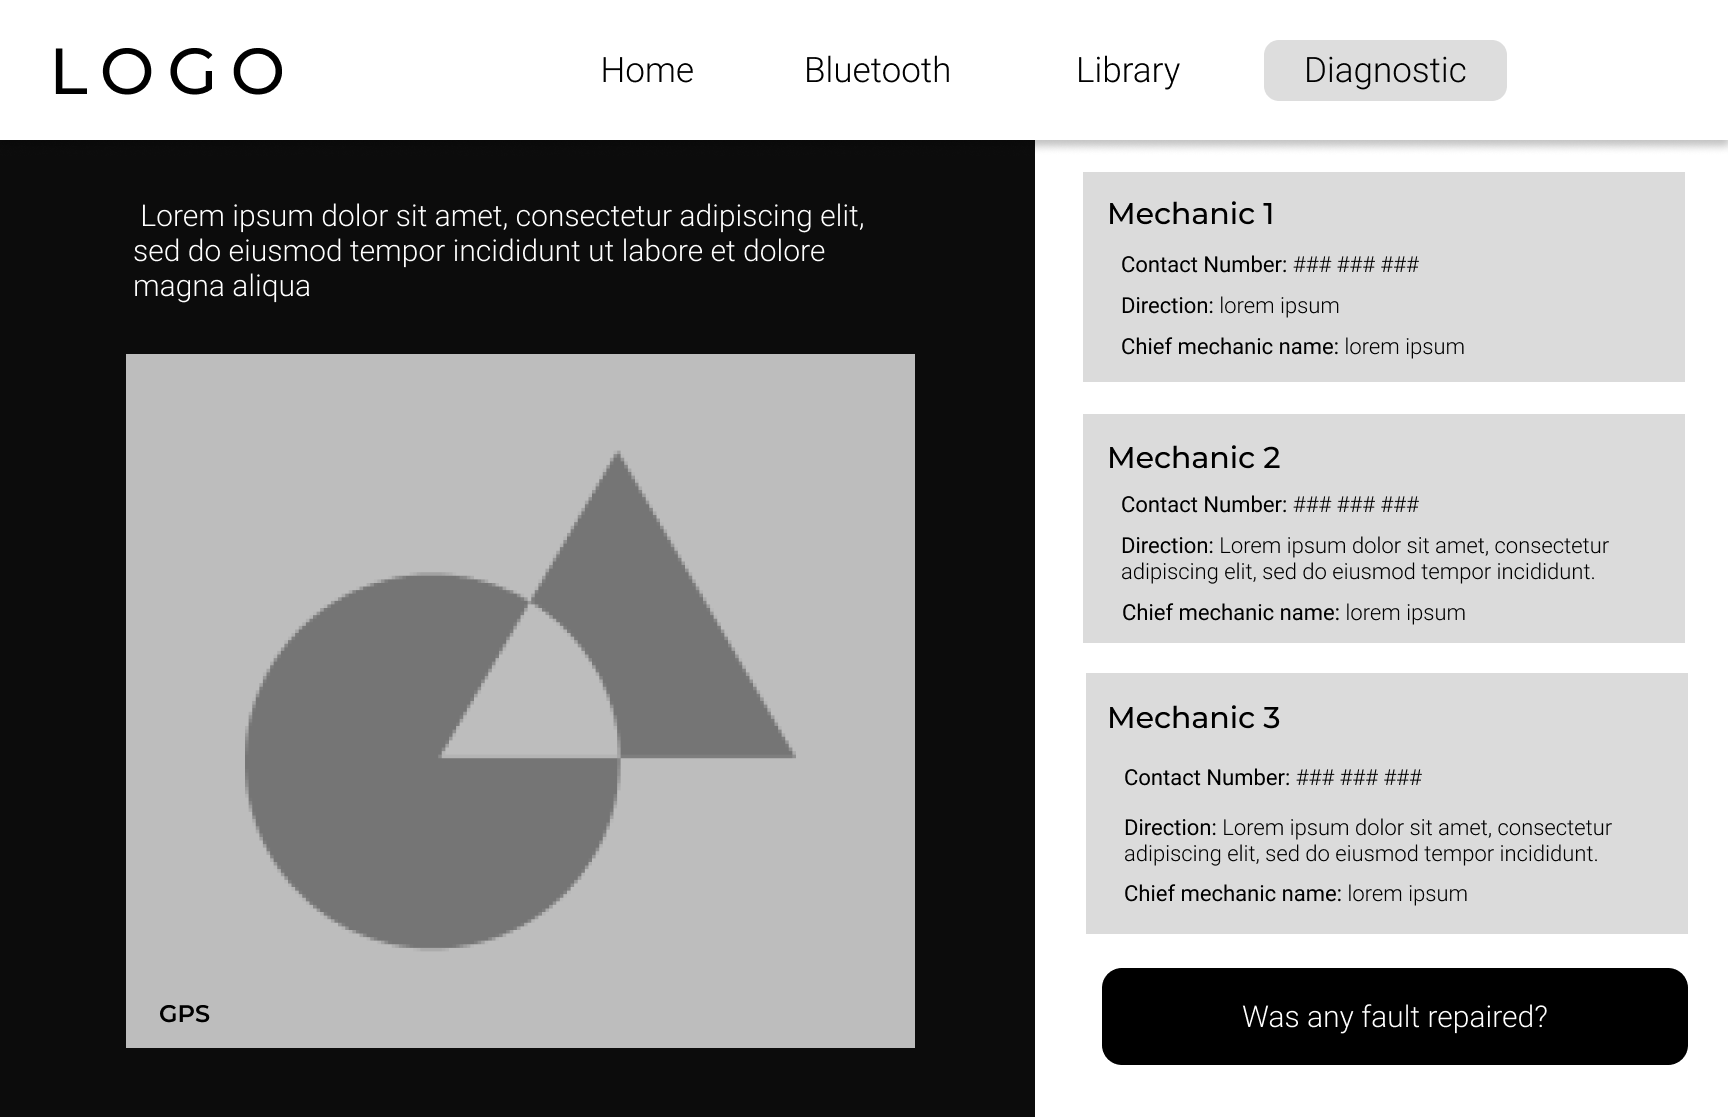 LOGO
Home
Bluetooth
Library
Diagnostic
Lorem ipsum dolor sit amet, consectetur adipiscing elit,
sed do eiusmod tempor incididunt ut labore et dolore
magna aliqua
GPS
Mechanic 1
Contact Number: ### ### ###
Direction: lorem ipsum
Chief mechanic name: lorem ipsum
Mechanic 2
Contact Number: ### ### ###
Direction: Lorem ipsum dolor sit amet, consectetur
adipiscing elit, sed do eiusmod tempor incididunt.
Chief mechanic name: lorem ipsum
Mechanic 3
Contact Number: ### ### ###
Direction: Lorem ipsum dolor sit amet, consectetur
adipiscing elit, sed do eiusmod tempor incididunt.
Chief mechanic name: lorem ipsum
Was any fault repaired?